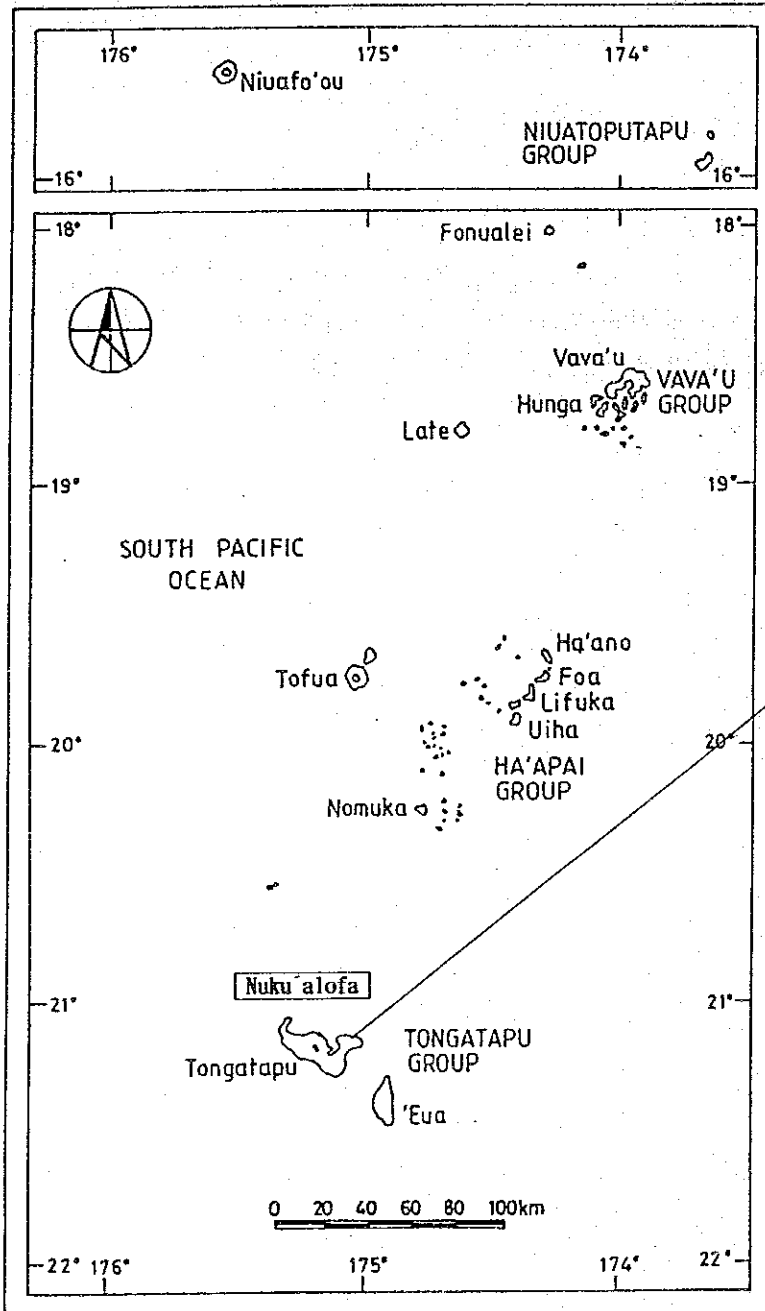 176°
175°
174°
Niuafo'ou
NIUATOPUTAPU
GROUP
16°
16°
18°
18°
Fonualei
Vava'u
VAVA'U
GROUP
Hunga
Late
19°
19°
SOUTH PACIFIC
OCEAN
Ha'ano
Tofua
Foa
Lifuka
Uiha
20°
20°
HA'APAI
GROUP
Nomuka
Nuku´alofa
21°
21°
TONGATAPU
GROUP
Tongatapu
'Eua
0 20 40 60 80 100km
22°
176°
175°
174°
22°